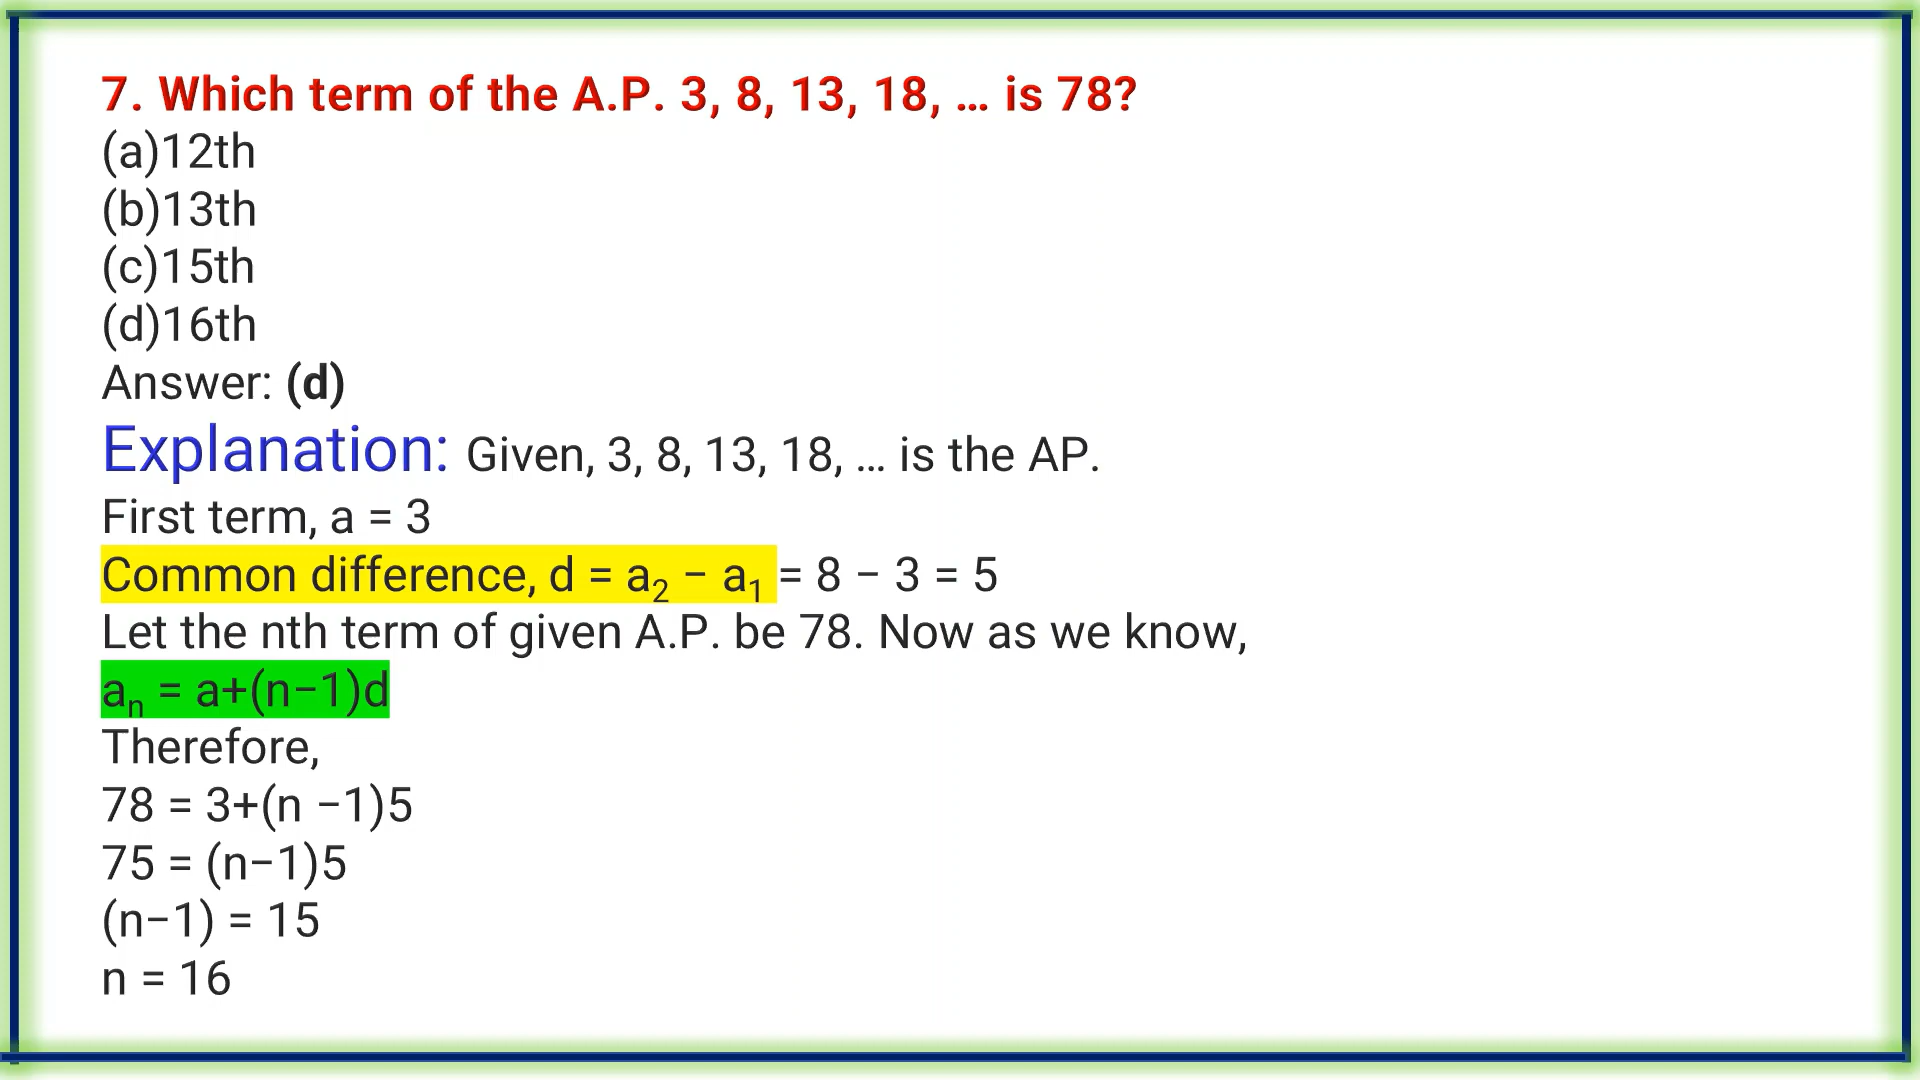 7. Which term of the A.P. 3, 8, 13, 18, … is 78?
(a)12th
(b)13th
(c)15th
(d)16th
Answer: (d)
Explanation: Given, 3, 8, 13, 18, … is the AP.
First term, a = 3
Common difference, d = a₂ − a₁ = 8 − 3 = 5
Let the nth term of given A.P. be 78. Now as we know,
aₙ = a+(n−1)d
Therefore,
78 = 3+(n −1)5
75 = (n−1)5
(n−1) = 15
n = 16